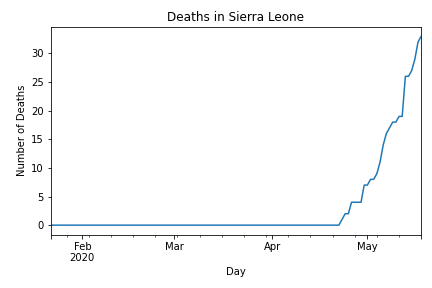 Deaths in Sierra Leone
Number of Deaths
30
25
20
15
10
5
0
Feb
2020
Mar
Apr
May
Day